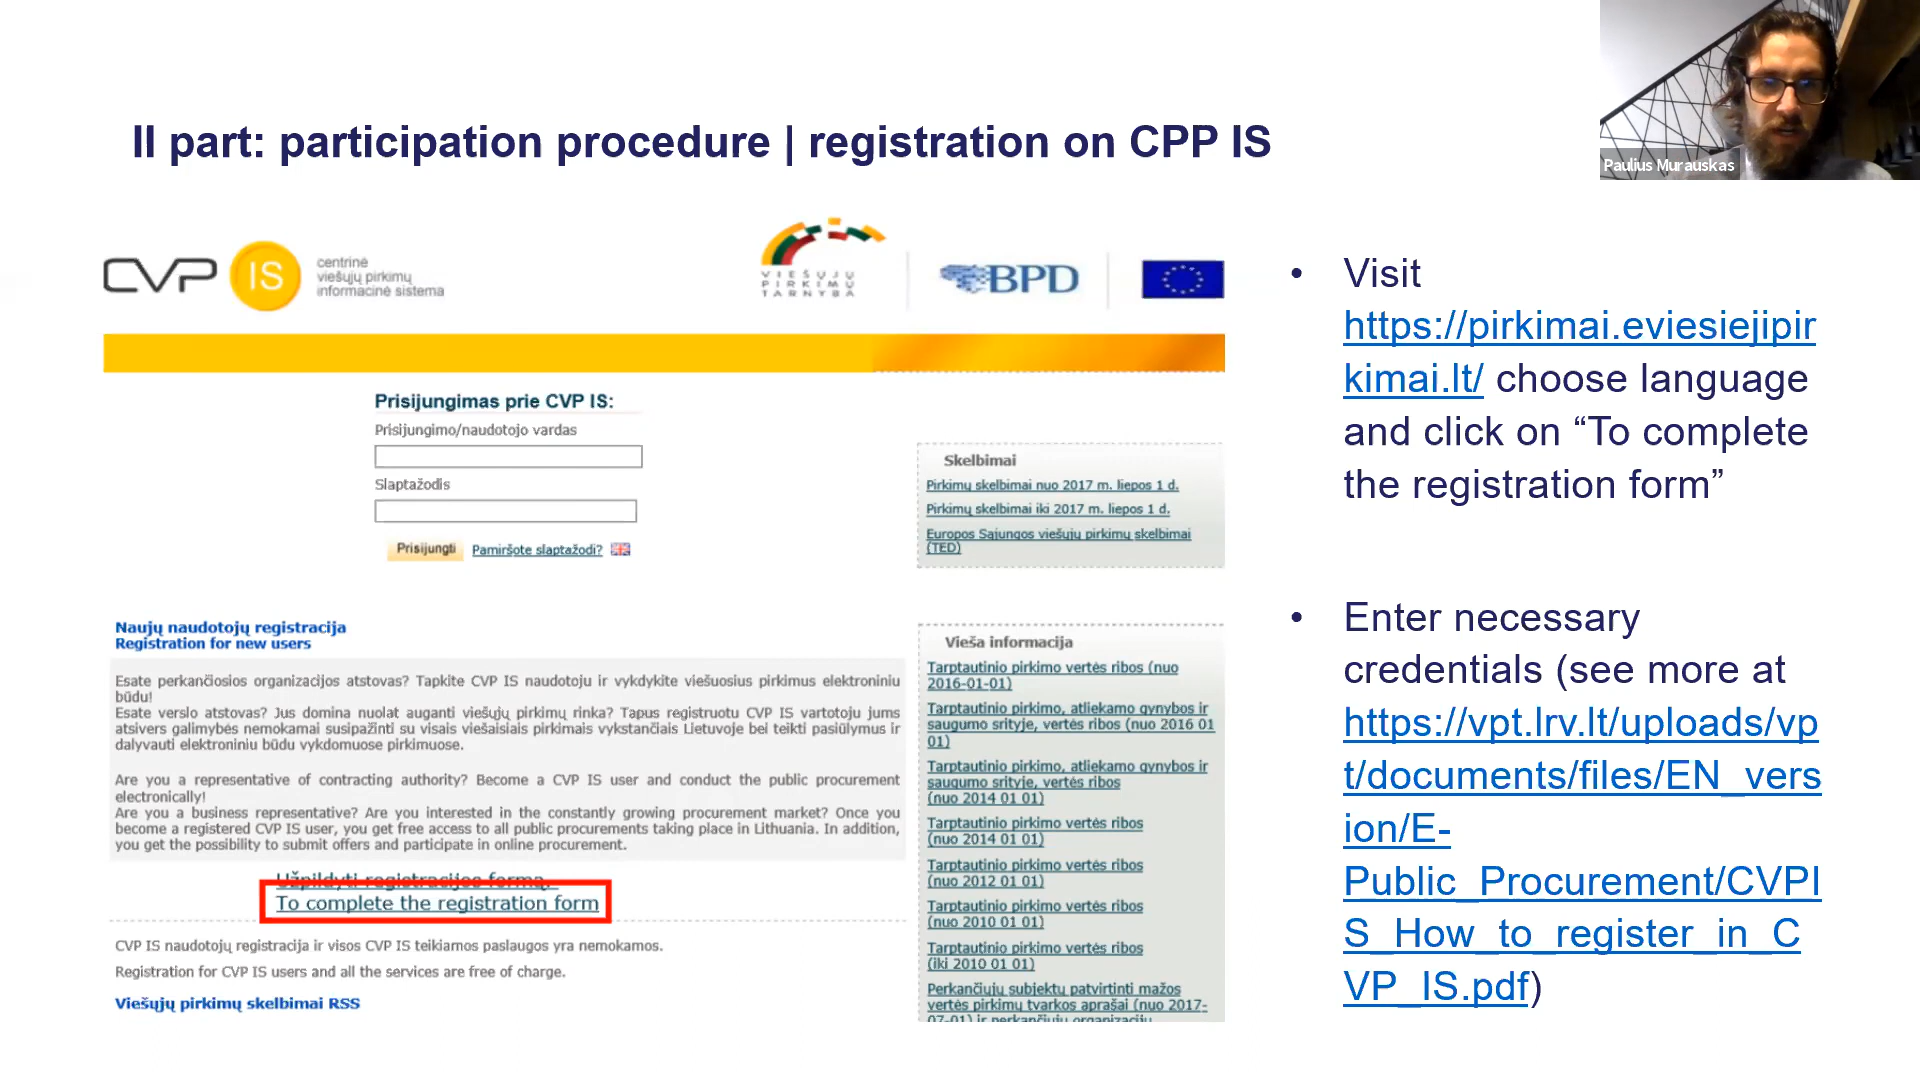 II part: participation procedure | registration on CPP IS
Paulius Murauskas
CVP IS
centrinė
viešųjų pirkimų
informacinė sistema
VIEŠŲJŲ
PIRKIMŲ
TARNYBA
BPD
Prisijungimas prie CVP IS:
Prisijungimo/naudotojo vardas
Slaptažodis
Prisijungti Pamiršote slaptažodį?
Skelbimai
Pirkimų skelbimai nuo 2017 m. liepos 1 d.
Pirkimų skelbimai iki 2017 m. liepos 1 d.
Europos Sąjungos viešųjų pirkimų skelbimai
(TED)
Naujų naudotojų registracija
Registration for new users
Esate perkančiosios organizacijos atstovas? Tapkite CVP IS naudotoju ir vykdykite viešuosius pirkimus elektroniniu
būdu!
Esate verslo atstovas? Jus domina nuolat auganti viešųjų pirkimų rinka? Tapus registruotu CVP IS vartotoju jums
atsivers galimybės nemokamai susipažinti su visais viešaisiais pirkimais vykstančiais Lietuvoje bei teikti pasiūlymus ir
dalyvauti elektroniniu būdu vykdomuose pirkimuose.
Are you a representative of contracting authority? Become a CVP IS user and conduct the public procurement
electronically!
Are you a business representative? Are you interested in the constantly growing procurement market? Once you
become a registered CVP IS user, you get free access to all public procurements taking place in Lithuania. In addition,
you get the possibility to submit offers and participate in online procurement.
Užpildyti registracijos formą.
To complete the registration form
CVP IS naudotojų registracija ir visos CVP IS teikiamos paslaugos yra nemokamos.
Registration for CVP IS users and all the services are free of charge.
Viešųjų pirkimų skelbimai RSS
Vieša informacija
Tarptautinio pirkimo vertės ribos (nuo
2016-01-01)
Tarptautinio pirkimo, atliekamo gynybos ir
saugumo srityje, vertės ribos (nuo 2016 01
01)
Tarptautinio pirkimo, atliekamo gynybos ir
saugumo srityje, vertės ribos
(nuo 2014 01 01)
Tarptautinio pirkimo vertės ribos
(nuo 2014 01 01)
Tarptautinio pirkimo vertės ribos
(nuo 2012 01 01)
Tarptautinio pirkimo vertės ribos
(nuo 2010 01 01)
Tarptautinio pirkimo vertės ribos
(iki 2010 01 01)
Perkančiųjų subjektų patvirtinti mažos
vertės pirkimų tvarkos aprašai (nuo 2017-
07-01) ir perkančiųjų organizacijų
• Visit
https://pirkimai.eviesiejipir
kimai.lt/ choose language
and click on “To complete
the registration form”
• Enter necessary
credentials (see more at
https://vpt.lrv.lt/uploads/vp
t/documents/files/EN_vers
ion/E-
Public_Procurement/CVPI
S_How_to_register_in_C
VP_IS.pdf)